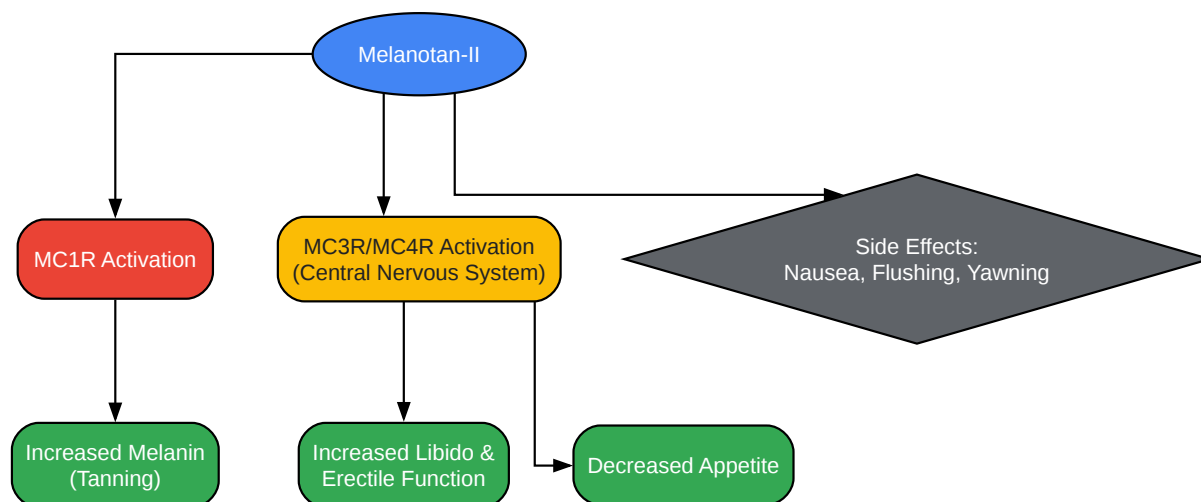 Melanotan-II
MC1R Activation
MC3R/MC4R Activation
(Central Nervous System)
Side Effects:
Nausea, Flushing, Yawning
Increased Melanin
(Tanning)
Increased Libido &
Erectile Function
Decreased Appetite